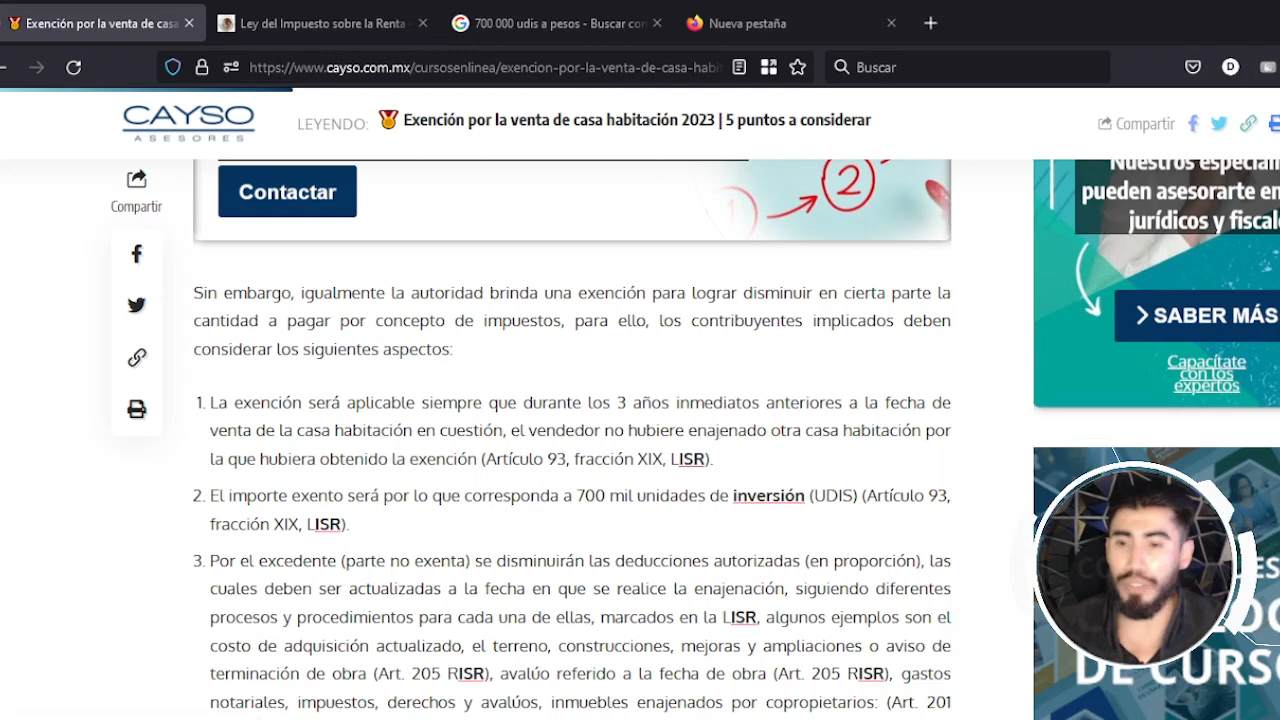 Exención por la venta de casa
Ley del Impuesto sobre la Renta
700 000 udis a pesos - Buscar con
Nueva pestaña
https://www.cayso.com.mx/cursosenlinea/exencion-por-la-venta-de-casa-habi
Buscar
D
CAYSO
ASESORES
LEYENDO:
Exención por la venta de casa habitación 2023 | 5 puntos a considerar
Compartir
Contactar
1
2
Compartir
Nuestros especial
pueden asesorarte en
jurídicos y fiscal
SABER MÁS
Capacítate
con los
expertos
Sin embargo, igualmente la autoridad brinda una exención para lograr disminuir en cierta parte la
cantidad a pagar por concepto de impuestos, para ello, los contribuyentes implicados deben
considerar los siguientes aspectos:
1. La exención será aplicable siempre que durante los 3 años inmediatos anteriores a la fecha de
venta de la casa habitación en cuestión, el vendedor no hubiere enajenado otra casa habitación por
la que hubiera obtenido la exención (Artículo 93, fracción XIX, LISR).
2. El importe exento será por lo que corresponda a 700 mil unidades de inversión (UDIS) (Artículo 93,
fracción XIX, LISR).
3. Por el excedente (parte no exenta) se disminuirán las deducciones autorizadas (en proporción), las
cuales deben ser actualizadas a la fecha en que se realice la enajenación, siguiendo diferentes
procesos y procedimientos para cada una de ellas, marcados en la LISR, algunos ejemplos son el
costo de adquisición actualizado, el terreno, construcciones, mejoras y ampliaciones o aviso de
terminación de obra (Art. 205 RISR), avalúo referido a la fecha de obra (Art. 205 RISR), gastos
notariales, impuestos, derechos y avalúos, inmuebles enajenados por copropietarios: (Art. 201
DE CURS